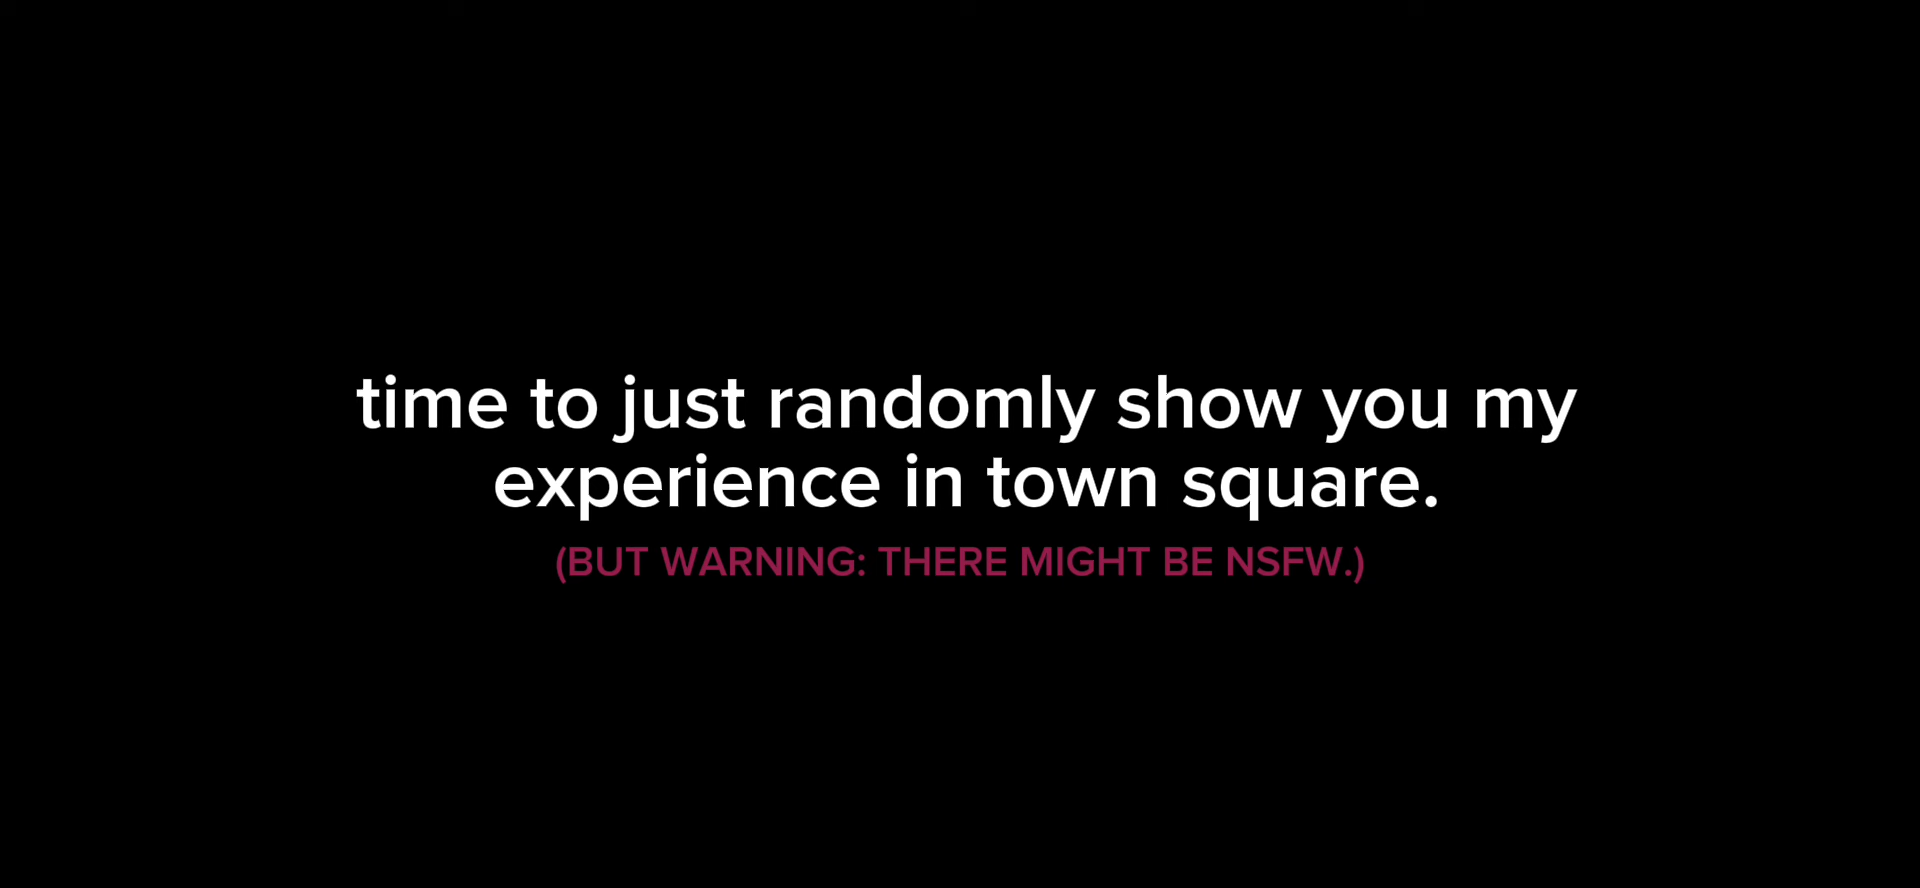 time to just randomly show you my
experience in town square.
(BUT WARNING: THERE MIGHT BE NSFW.)